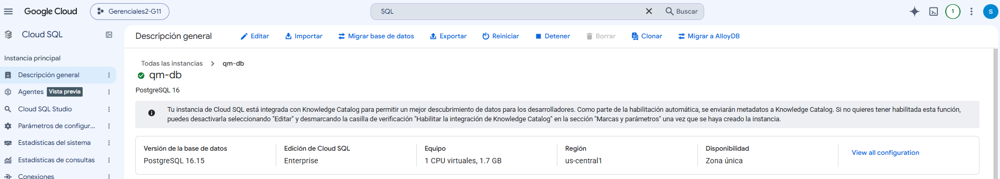 Google Cloud
Gerenciales2-G11
SQL
Buscar
1
S
Cloud SQL
Descripción general
Editar
Importar
Migrar base de datos
Exportar
Reiniciar
Detener
Borrar
Clonar
Migrar a AlloyDB
Instancia principal
Descripción general
Agentes Vista previa
Cloud SQL Studio
Parámetros de configur...
Estadísticas del sistema
Estadísticas de consultas
Conexiones
Todas las instancias > qm-db
qm-db
PostgreSQL 16
Tu instancia de Cloud SQL está integrada con Knowledge Catalog para permitir un mejor descubrimiento de datos para los desarrolladores. Como parte de la habilitación automática, se enviarán metadatos a Knowledge Catalog. Si no quieres tener habilitada esta función,
puedes desactivarla seleccionando "Editar" y desmarcando la casilla de verificación "Habilitar la integración de Knowledge Catalog" en la sección "Marcas y parámetros" una vez que se haya creado la instancia.
Versión de la base de datos
PostgreSQL 16.15
Edición de Cloud SQL
Enterprise
Equipo
1 CPU virtuales, 1.7 GB
Región
us-central1
Disponibilidad
Zona única
View all configuration